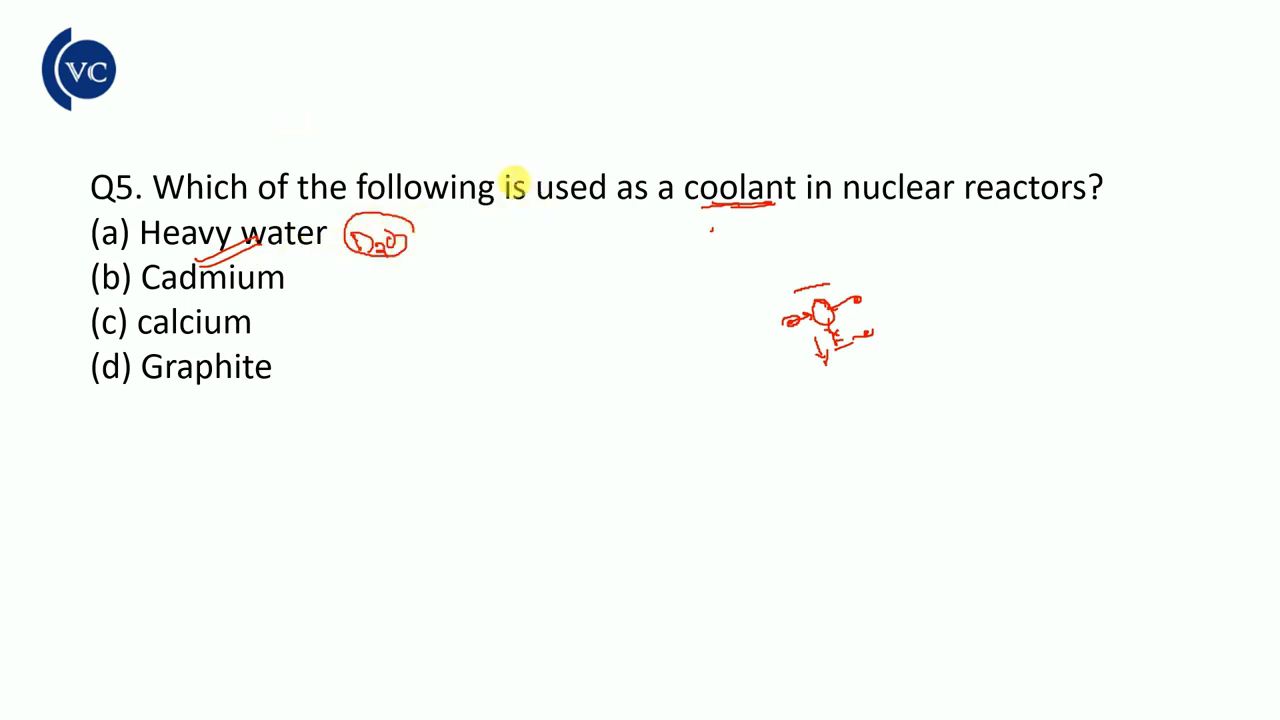 VC
Q5. Which of the following is used as a coolant in nuclear reactors?
(a) Heavy water D2O
(b) Cadmium
(c) calcium
(d) Graphite